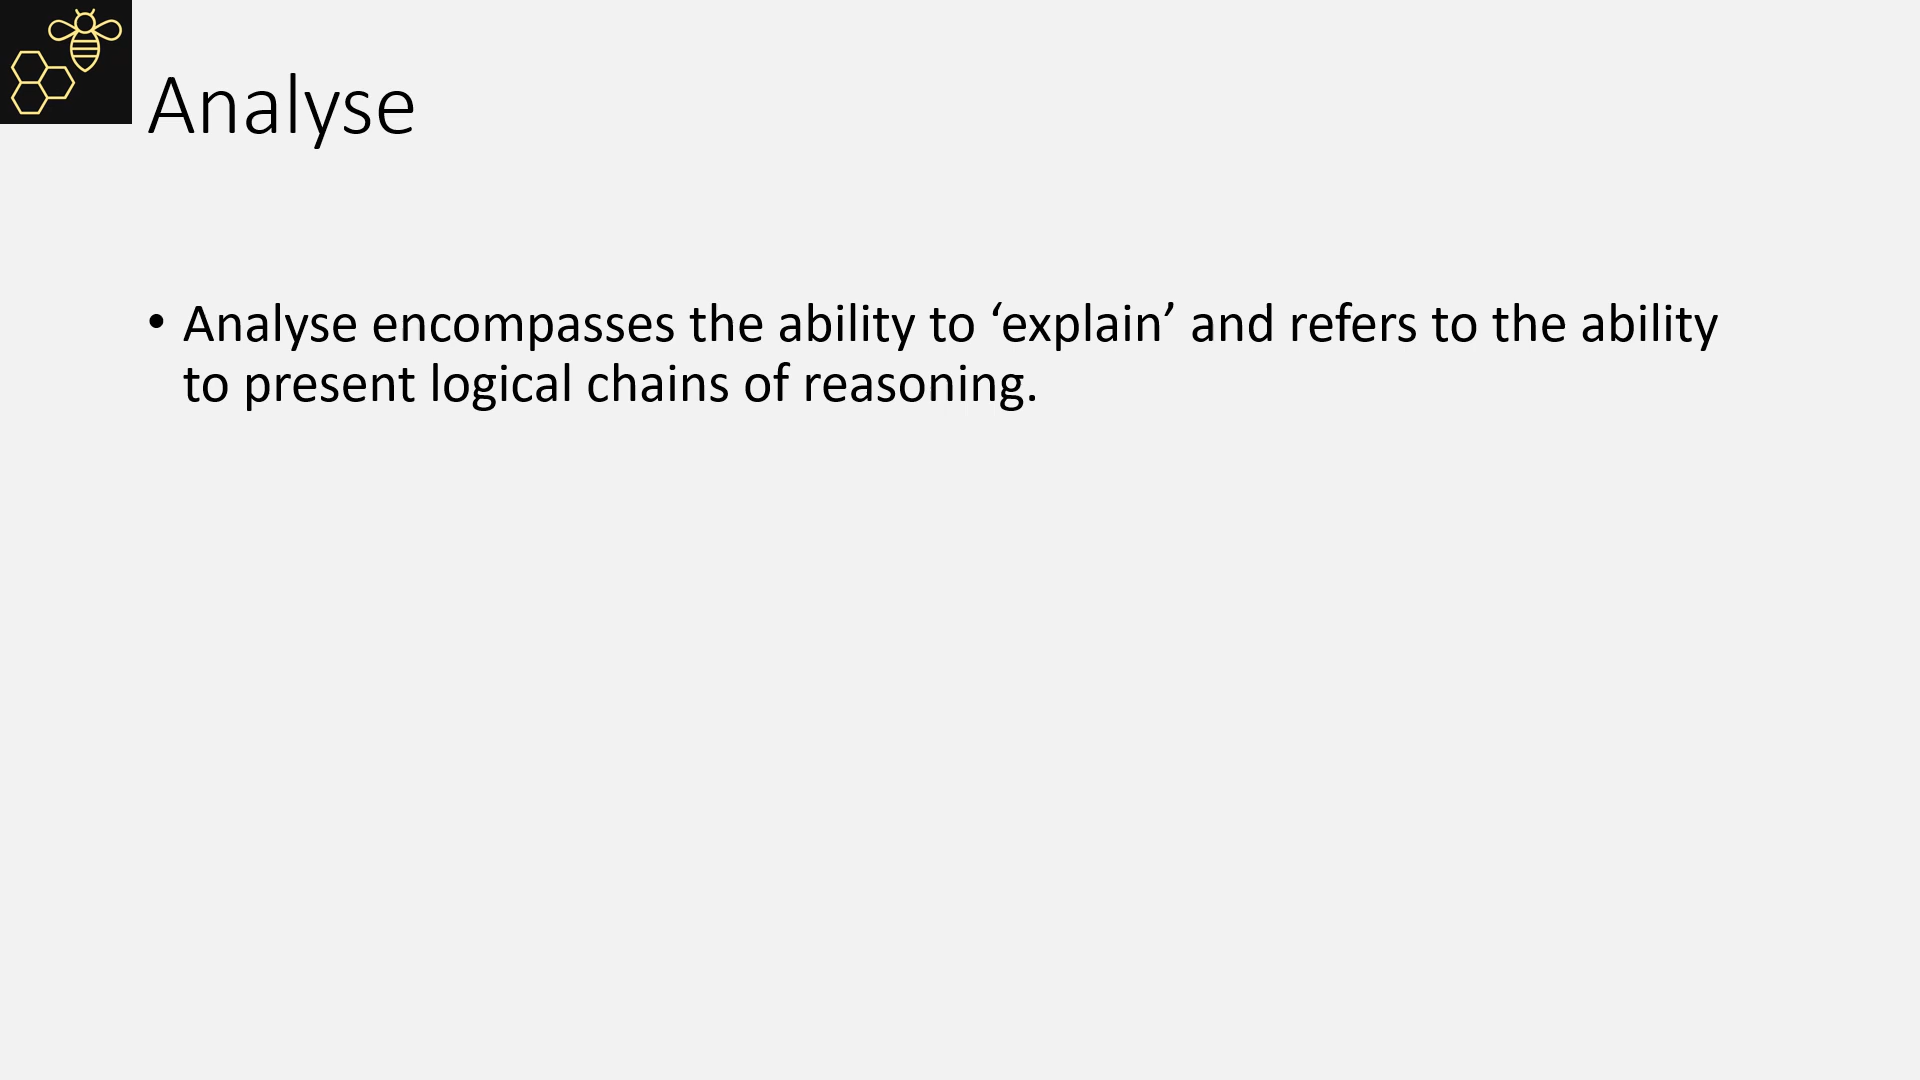 Analyse
• Analyse encompasses the ability to ‘explain’ and refers to the ability
to present logical chains of reasoning.